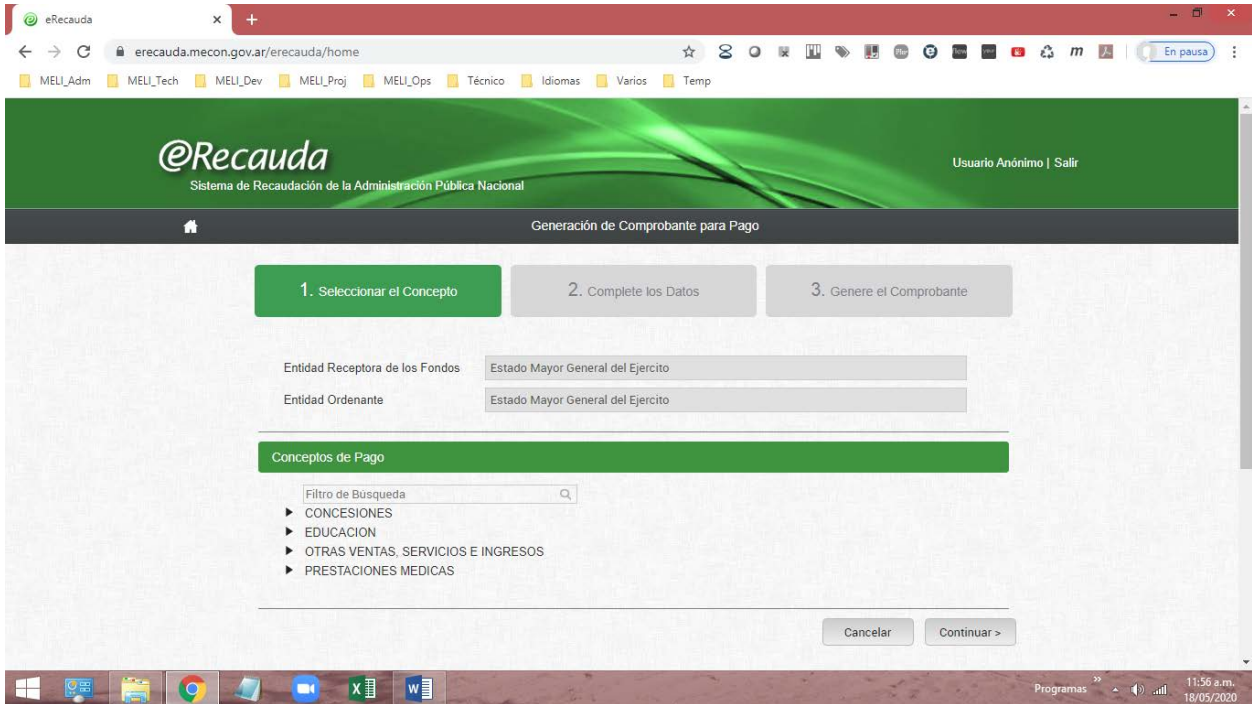 eRecauda
erecauda.mecon.gov.ar/erecauda/home
En pausa
MELI_Adm MELI_Tech MELI_Dev MELI_Proj MELI_Ops Técnico Idiomas Varios Temp
eRecauda
Sistema de Recaudación de la Administración Pública Nacional
Usuario Anónimo | Salir
Generación de Comprobante para Pago
1. Seleccionar el Concepto 2. Complete los Datos 3. Genere el Comprobante
Entidad Receptora de los Fondos Estado Mayor General del Ejercito
Entidad Ordenante Estado Mayor General del Ejercito
Conceptos de Pago
Filtro de Búsqueda
CONCESIONES
EDUCACION
OTRAS VENTAS, SERVICIOS E INGRESOS
PRESTACIONES MEDICAS
Cancelar Continuar >
Programas
11:56 a.m.
18/05/2020